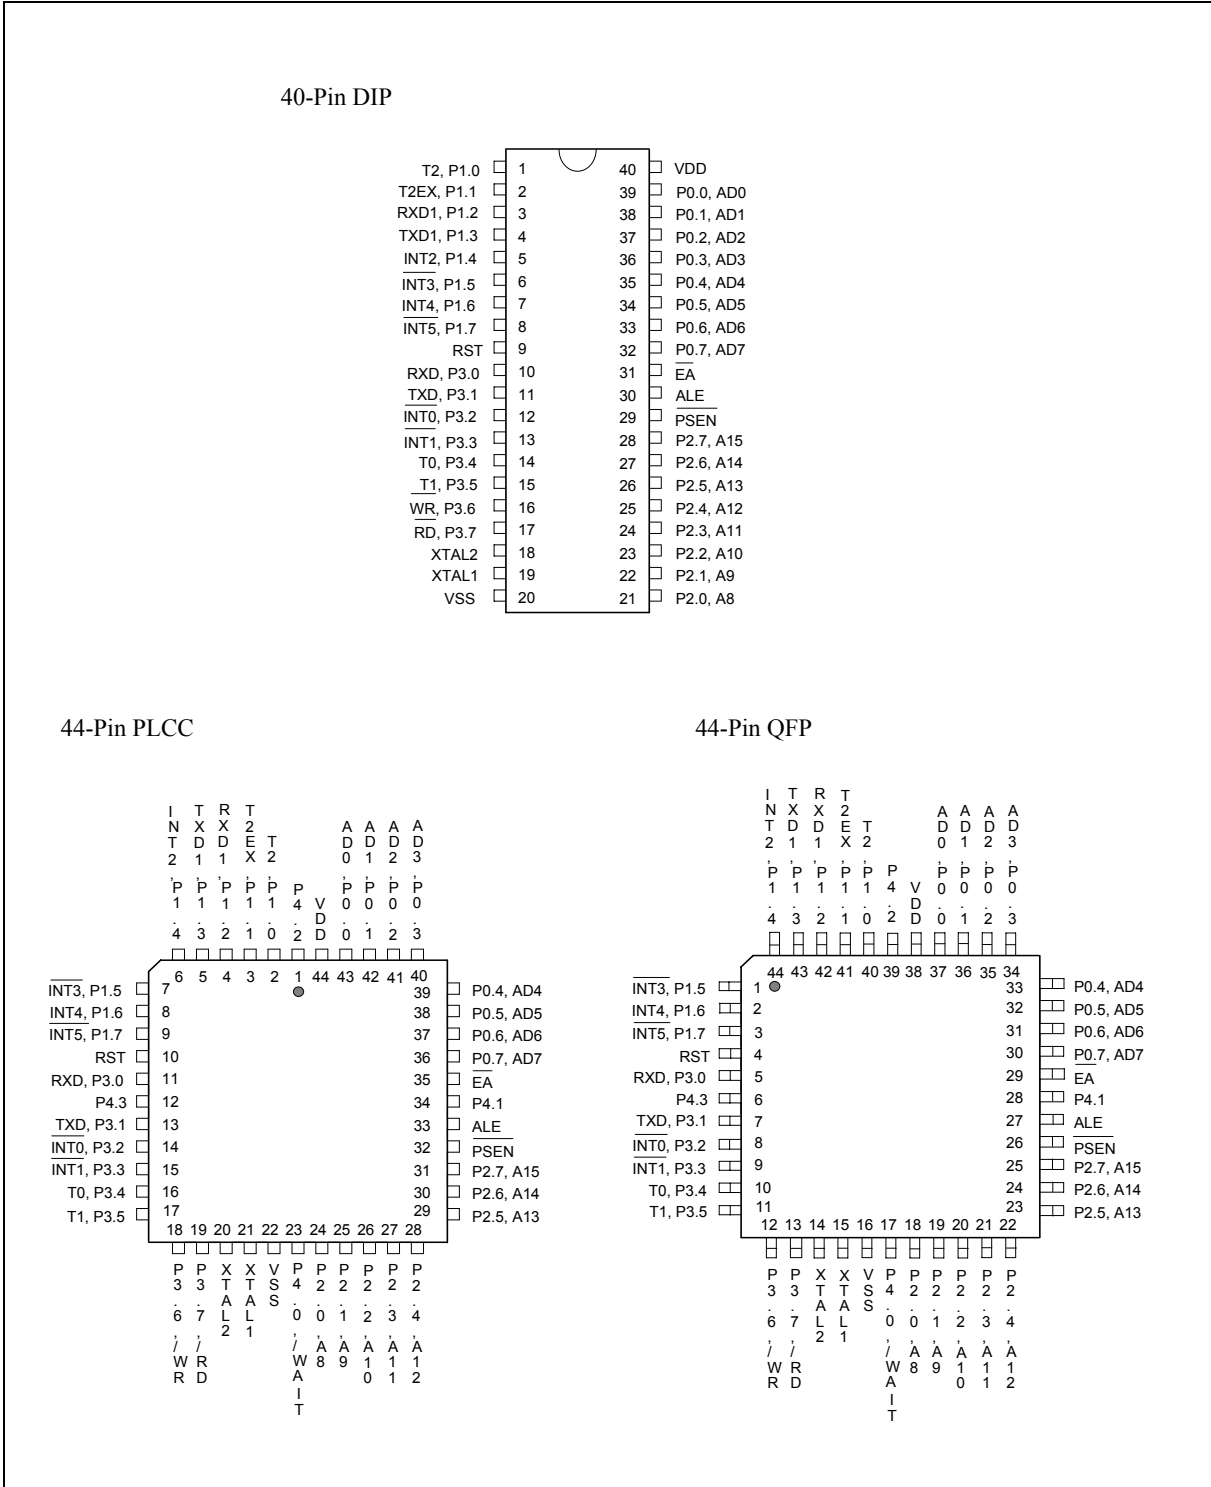 40-Pin DIP
T2, P1.0 1 40 VDD
T2EX, P1.1 2 39 P0.0, AD0
RXD1, P1.2 3 38 P0.1, AD1
TXD1, P1.3 4 37 P0.2, AD2
INT2, P1.4 5 36 P0.3, AD3
INT3, P1.5 6 35 P0.4, AD4
INT4, P1.6 7 34 P0.5, AD5
INT5, P1.7 8 33 P0.6, AD6
RST 9 32 P0.7, AD7
RXD, P3.0 10 31 EA
TXD, P3.1 11 30 ALE
INT0, P3.2 12 29 PSEN
INT1, P3.3 13 28 P2.7, A15
T0, P3.4 14 27 P2.6, A14
T1, P3.5 15 26 P2.5, A13
WR, P3.6 16 25 P2.4, A12
RD, P3.7 17 24 P2.3, A11
XTAL2 18 23 P2.2, A10
XTAL1 19 22 P2.1, A9
VSS 20 21 P2.0, A8
44-Pin PLCC
INT2,P1.4
TXD1,P1.3
RXD1,P1.2
T2EX,P1.1
T2,P1.0
P4.2
VDD
AD0,P0.0
AD1,P0.1
AD2,P0.2
AD3,P0.3
6 5 4 3 2 1 44 43 42 41 40
INT3, P1.5 7 39 P0.4, AD4
INT4, P1.6 8 38 P0.5, AD5
INT5, P1.7 9 37 P0.6, AD6
RST 10 36 P0.7, AD7
RXD, P3.0 11 35 EA
P4.3 12 34 P4.1
TXD, P3.1 13 33 ALE
INT0, P3.2 14 32 PSEN
INT1, P3.3 15 31 P2.7, A15
T0, P3.4 16 30 P2.6, A14
T1, P3.5 17 29 P2.5, A13
18 19 20 21 22 23 24 25 26 27 28
P3.6,/WR
P3.7,/RD
XTAL2
XTAL1
VSS
P4.0,/WAIT
P2.0,A8
P2.1,A9
P2.2,A10
P2.3,A11
P2.4,A12
44-Pin QFP
INT2,P1.4
TXD1,P1.3
RXD1,P1.2
T2EX,P1.1
T2,P1.0
P4.2
VDD
AD0,P0.0
AD1,P0.1
AD2,P0.2
AD3,P0.3
44 43 42 41 40 39 38 37 36 35 34
INT3, P1.5 1 33 P0.4, AD4
INT4, P1.6 2 32 P0.5, AD5
INT5, P1.7 3 31 P0.6, AD6
RST 4 30 P0.7, AD7
RXD, P3.0 5 29 EA
P4.3 6 28 P4.1
TXD, P3.1 7 27 ALE
INT0, P3.2 8 26 PSEN
INT1, P3.3 9 25 P2.7, A15
T0, P3.4 10 24 P2.6, A14
T1, P3.5 11 23 P2.5, A13
12 13 14 15 16 17 18 19 20 21 22
P3.6,/WR
P3.7,/RD
XTAL2
XTAL1
VSS
P4.0,/WAIT
P2.0,A8
P2.1,A9
P2.2,A10
P2.3,A11
P2.4,A12